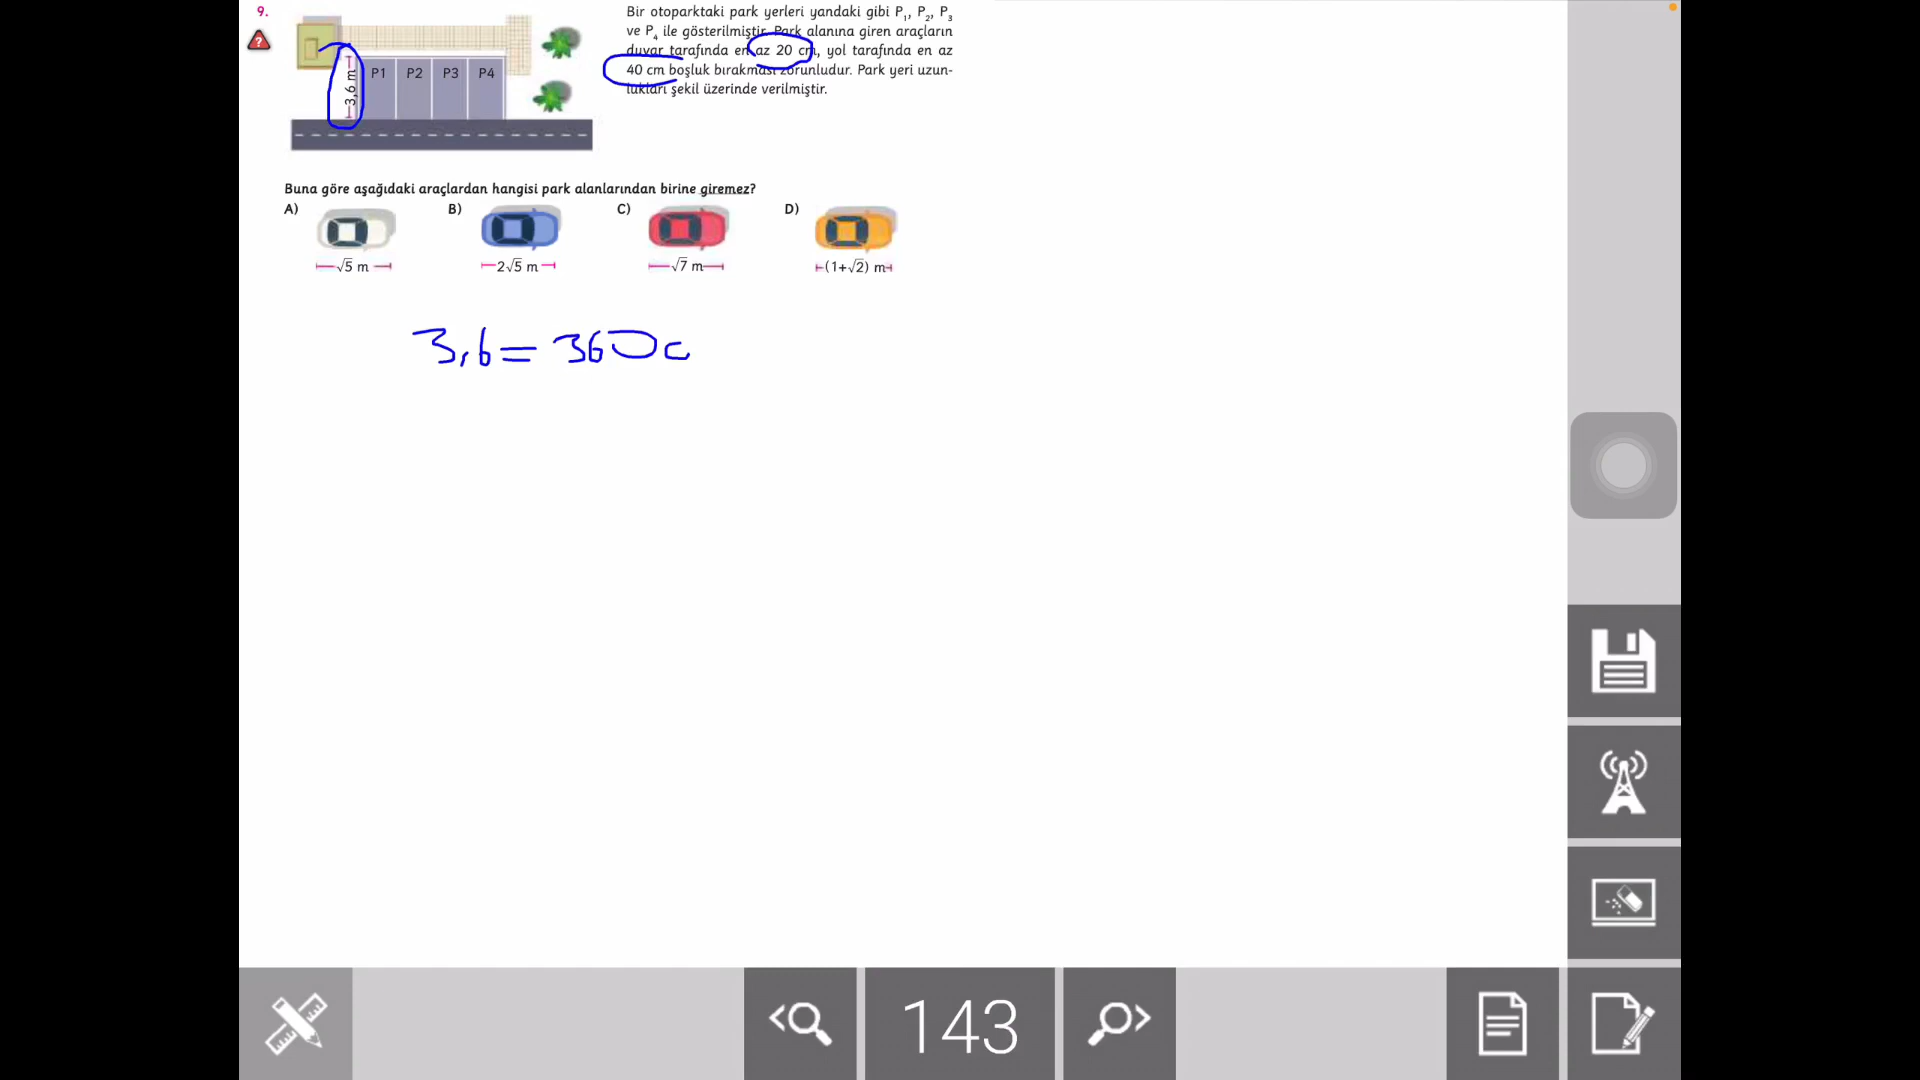 9.
Bir otoparktaki park yerleri yandaki gibi P₁, P₂, P₃
ve P₄ ile gösterilmiştir. Park alanına giren araçların
duvar tarafında en az 20 cm, yol tarafında en az
40 cm boşluk bırakması zorunludur. Park yeri uzun-
lukları şekil üzerinde verilmiştir.
3,6 m
P1 P2 P3 P4
Buna göre aşağıdaki araçlardan hangisi park alanlarından birine giremez?
A) B) C) D)
√5 m 2√5 m √7 m (1+√2) m
3,6 = 360 c
143